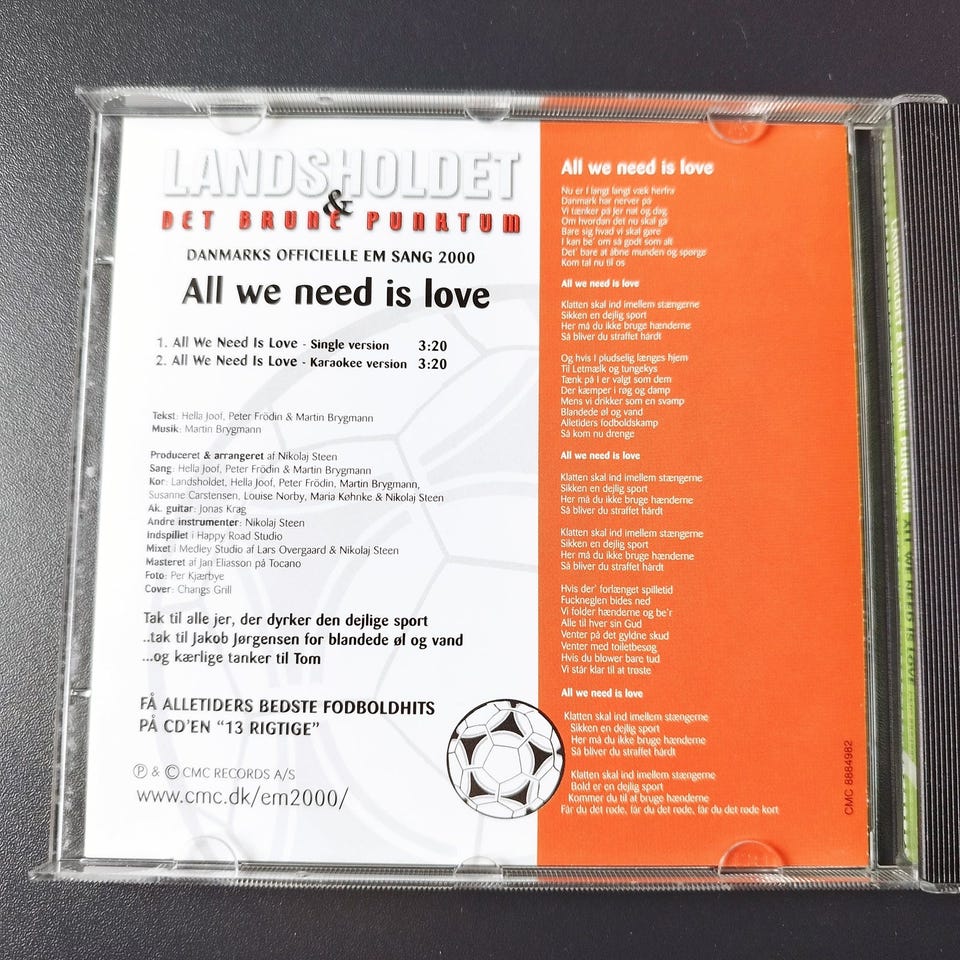 LANDSHOLDET
&
DET BRUNE PUNKTUM
DANMARKS OFFICIELLE EM SANG 2000
All we need is love
1. All We Need Is Love - Single version 3:20
2. All We Need Is Love - Karaokee version 3:20
Tekst: Hella Joof, Peter Frödin & Martin Brygmann
Musik: Martin Brygmann
Produceret & arrangeret af Nikolaj Steen
Sang: Hella Joof, Peter Frödin & Martin Brygmann
Kor: Landsholdet, Hella Joof, Peter Frödin, Martin Brygmann,
Susanne Carstensen, Louise Norby, Maria Køhnke & Nikolaj Steen
Ak. guitar: Jonas Krag
Andre instrumenter: Nikolaj Steen
Indspillet i Happy Road Studio
Mixet i Medley Studio af Lars Overgaard & Nikolaj Steen
Masteret af Jan Eliasson på Tocano
Foto: Per Kjærbye
Cover: Changs Grill
Tak til alle jer, der dyrker den dejlige sport
..tak til Jakob Jørgensen for blandede øl og vand
...og kærlige tanker til Tom
FÅ ALLETIDERS BEDSTE FODBOLDHITS
PÅ CD'EN "13 RIGTIGE"
℗ & © CMC RECORDS A/S
www.cmc.dk/em2000/
All we need is love
Nu er I langt langt væk herfra
Danmark har nerver på
Vi tænker på jer nat og dag
Om hvordan det nu skal gå
Bare sig hvad vi skal gøre
I kan be' om så godt som alt
Det' bare at åbne munden og spørge
Kom tal nu til os
All we need is love
Klatten skal ind imellem stængerne
Sikken en dejlig sport
Her må du ikke bruge hænderne
Så bliver du straffet hårdt
Og hvis I pludselig længes hjem
Til Letmælk og tungekys
Tænk på I er valgt som dem
Der kæmper i røg og damp
Mens vi drikker som en svamp
Blandede øl og vand
Alletiders fodboldskamp
Så kom nu drenge
All we need is love
Klatten skal ind imellem stængerne
Sikken en dejlig sport
Her må du ikke bruge hænderne
Så bliver du straffet hårdt
Klatten skal ind imellem stængerne
Sikken en dejlig sport
Her må du ikke bruge hænderne
Så bliver du straffet hårdt
Hvis der' forlænget spilletid
Fuckneglen bides ned
Vi folder hænderne og be'r
Alle til hver sin Gud
Venter på det gyldne skud
Venter med toiletbesøg
Hvis du blower bare tud
Vi står klar til at trøste
All we need is love
Klatten skal ind imellem stængerne
Sikken en dejlig sport
Her må du ikke bruge hænderne
Så bliver du straffet hårdt
Klatten skal ind imellem stængerne
Bold er en dejlig sport
Kommer du til at bruge hænderne
Får du det røde, får du det røde, får du det røde kort
CMC 8884982
LANDSHOLDET & DET BRUNE PUNKTUM ALL WE NEED IS LOVE